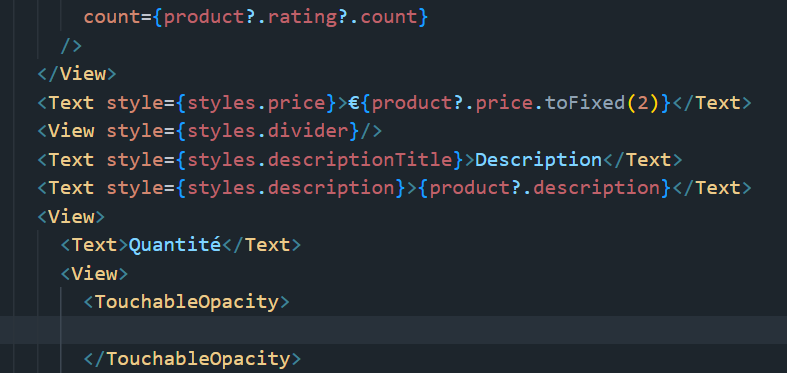 count={product?.rating?.count}
/>
</View>
<Text style={styles.price}>€{product?.price.toFixed(2)}</Text>
<View style={styles.divider}/>
<Text style={styles.descriptionTitle}>Description</Text>
<Text style={styles.description}>{product?.description}</Text>
<View>
<Text>Quantité</Text>
<View>
<TouchableOpacity>
</TouchableOpacity>